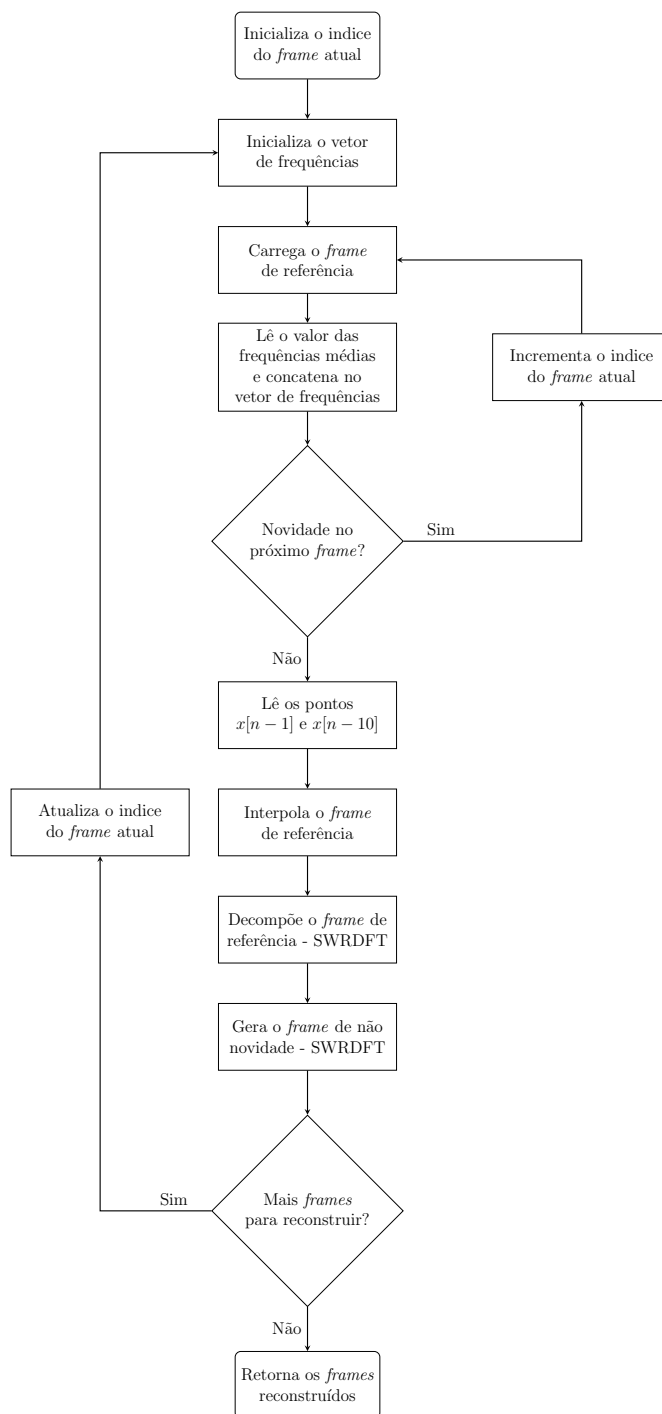 Inicializa o indice
do frame atual
Inicializa o vetor
de frequências
Carrega o frame
de referência
Lê o valor das
frequências médias
e concatena no
vetor de frequências
Incrementa o indice
do frame atual
Novidade no
próximo frame?
Sim
Não
Lê os pontos
x[n − 1] e x[n − 10]
Atualiza o indice
do frame atual
Interpola o frame
de referência
Decompõe o frame de
referência - SWRDFT
Gera o frame de não
novidade - SWRDFT
Mais frames
para reconstruir?
Sim
Não
Retorna os frames
reconstruídos